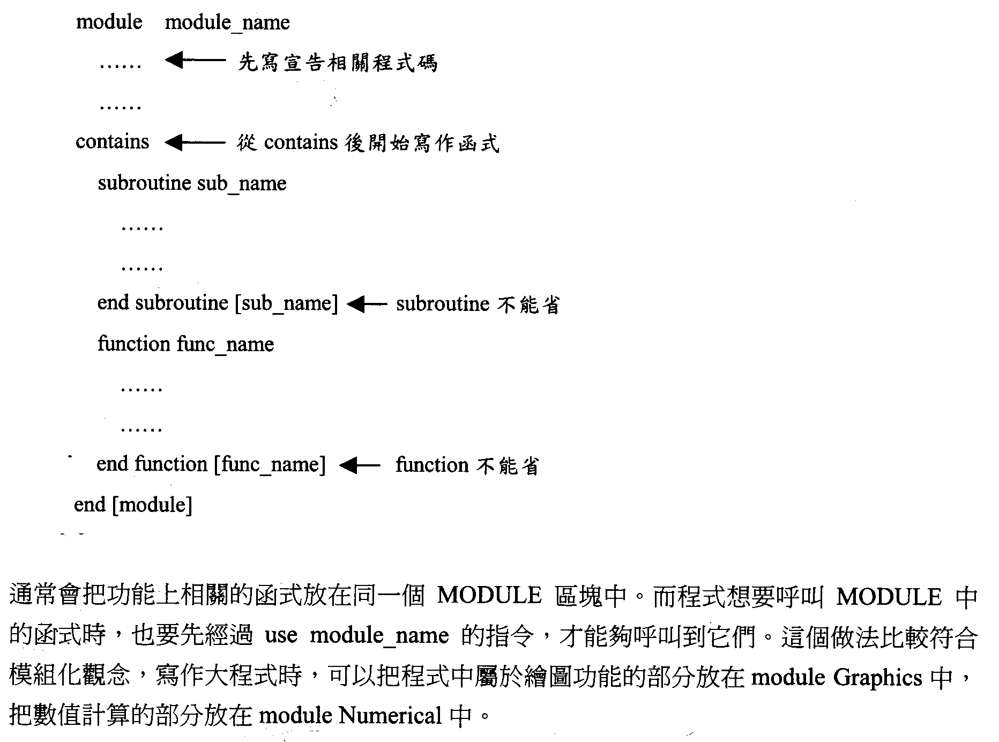 module module_name
...... 先寫宣告相關程式碼
......
contains 從 contains 後開始寫作函式
subroutine sub_name
......
......
end subroutine [sub_name] subroutine 不能省
function func_name
......
......
end function [func_name] function 不能省
end [module]
通常會把功能上相關的函式放在同一個 MODULE 區塊中。而程式想要呼叫 MODULE 中
的函式時，也要先經過 use module_name 的指令，才能夠呼叫到它們。這個做法比較符合
模組化觀念，寫作大程式時，可以把程式中屬於繪圖功能的部分放在 module Graphics 中，
把數值計算的部分放在 module Numerical 中。